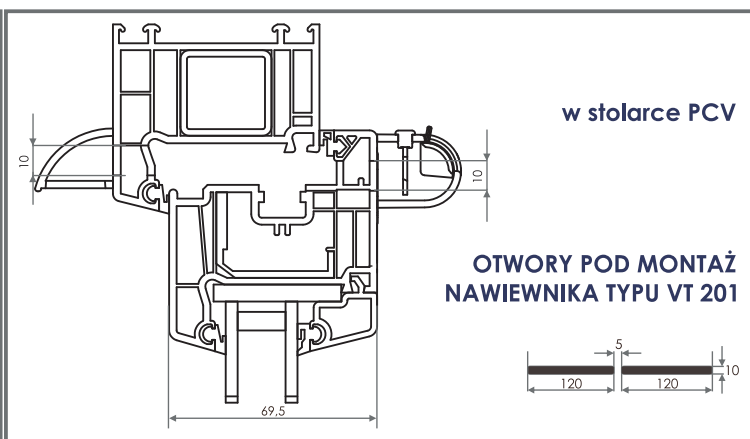 w stolarce PCV
10
10
OTWORY POD MONTAŻ
NAWIEWNIKA TYPU VT 201
5
10
120
120
69,5